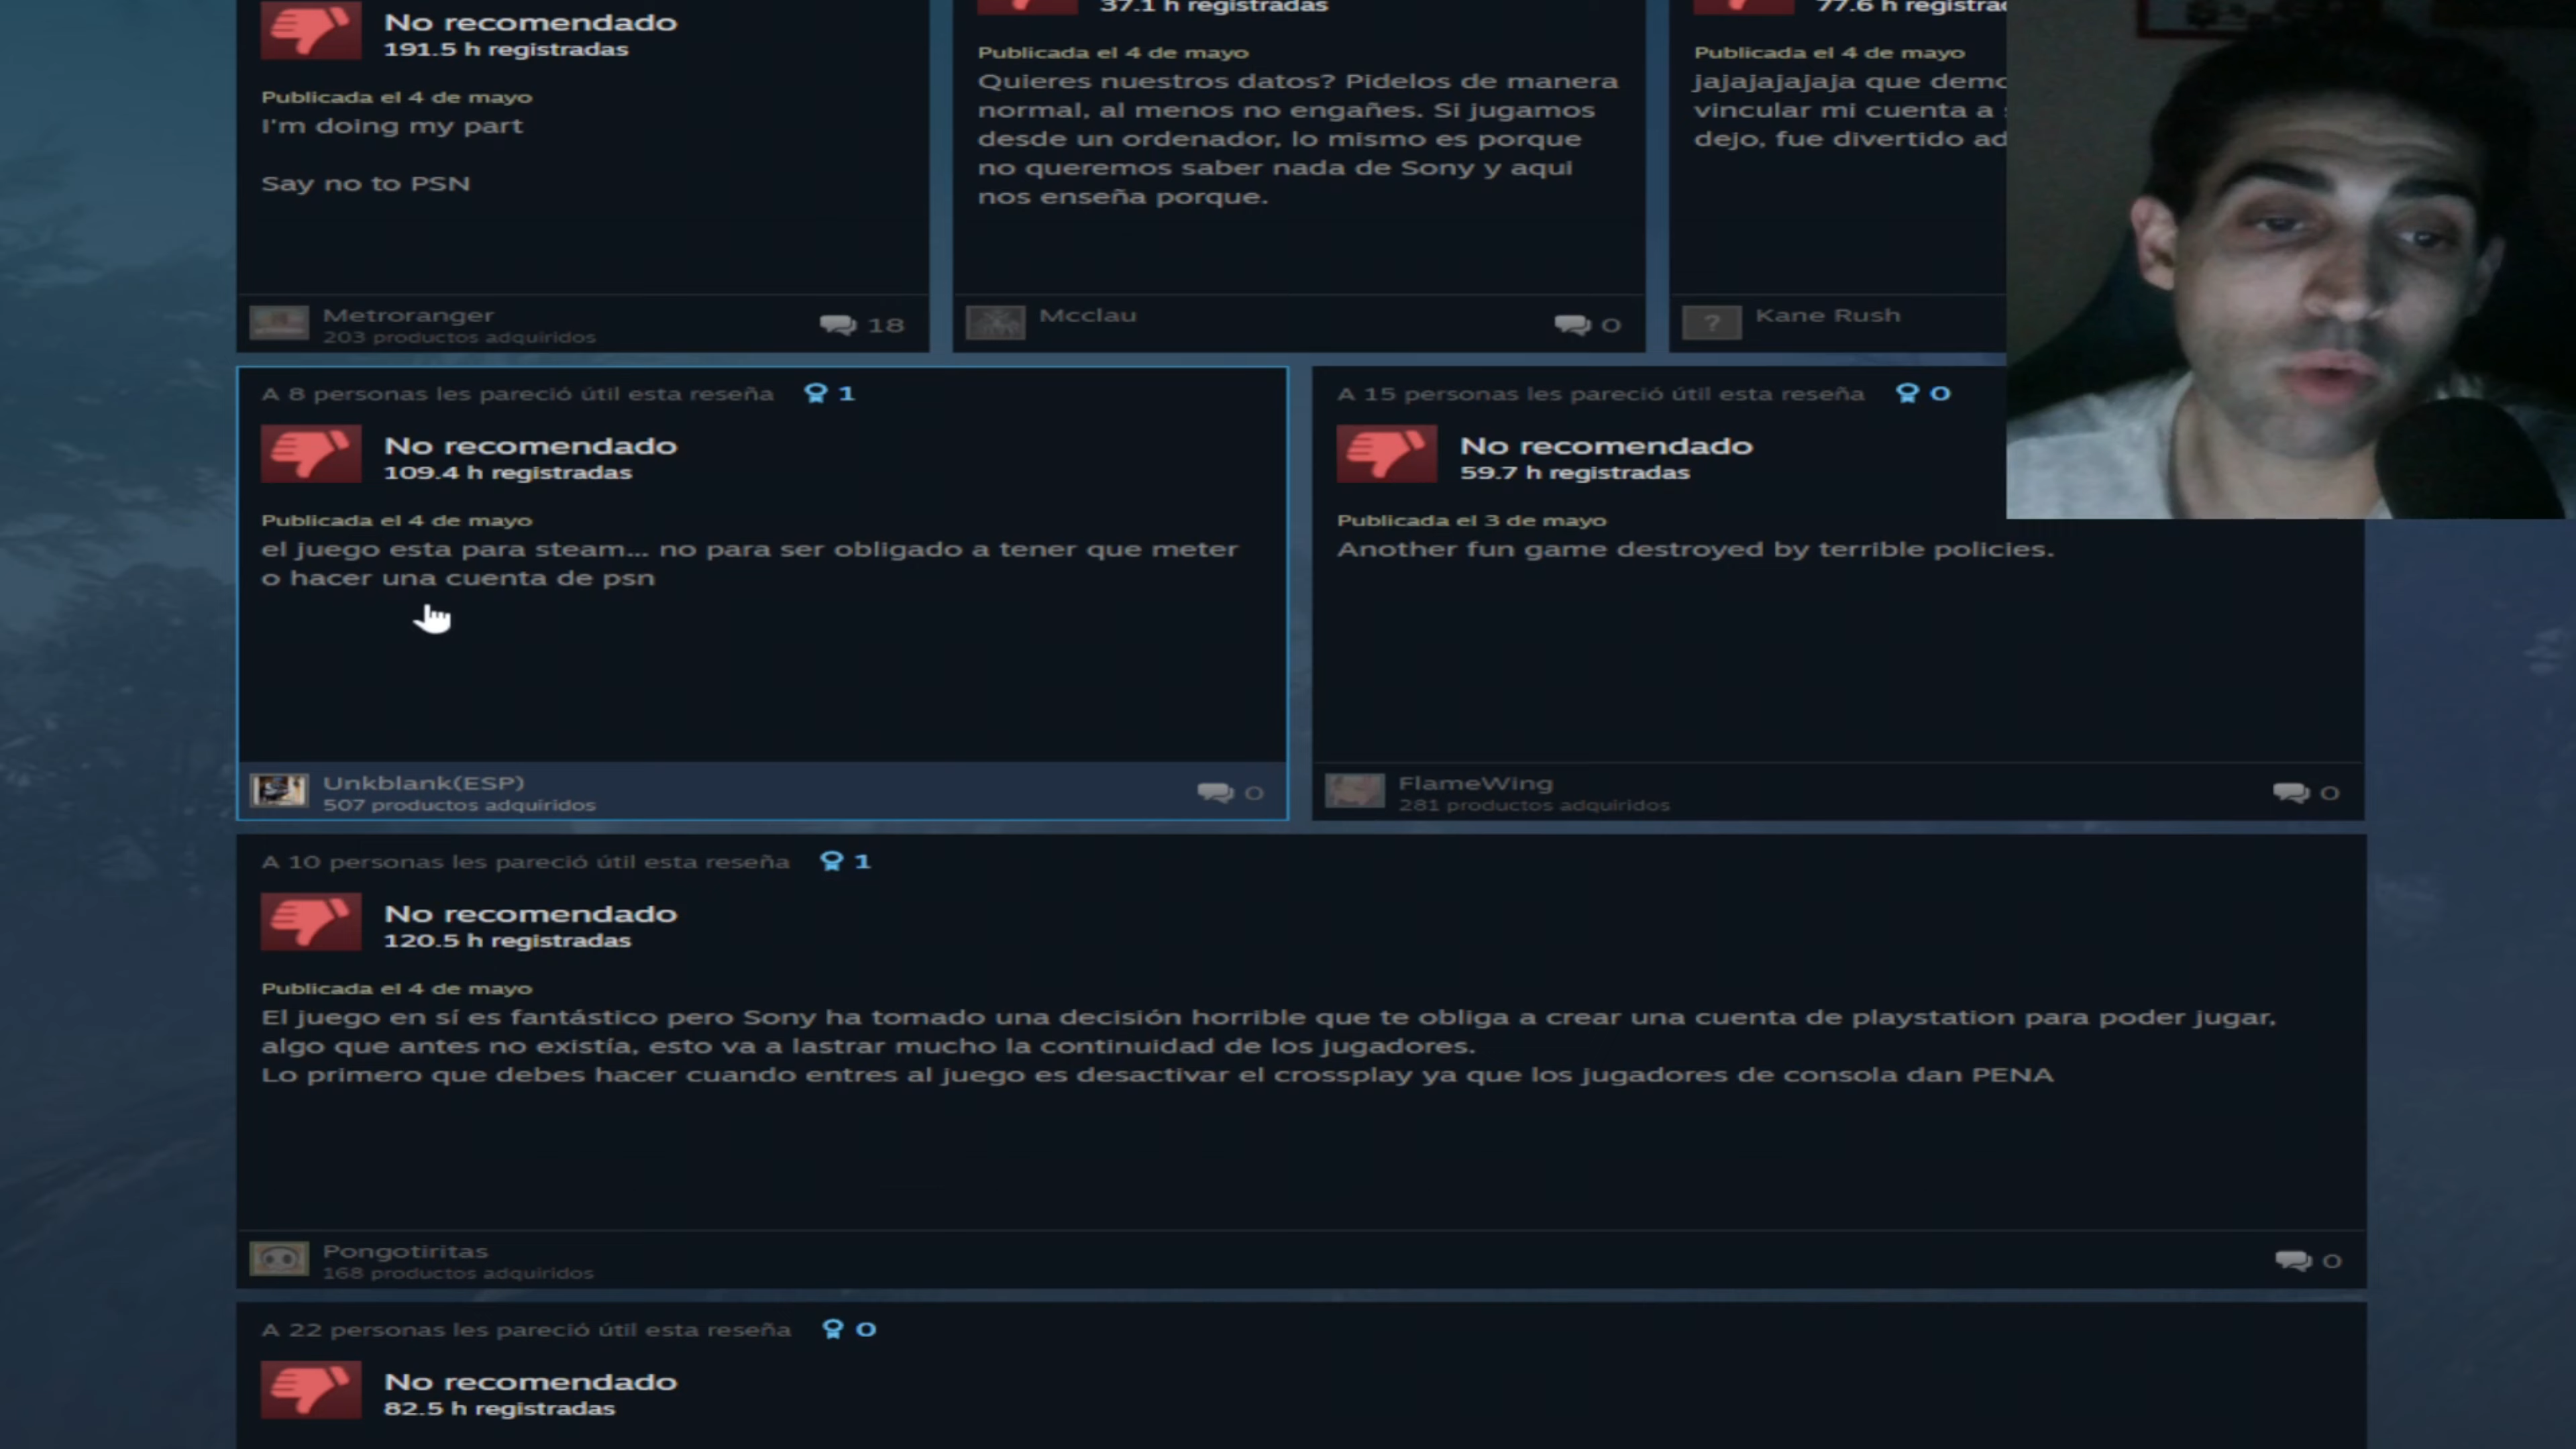 No recomendado
191.5 h registradas
Publicada el 4 de mayo
I'm doing my part
Say no to PSN
Metroranger
203 productos adquiridos
18
37.1 h registradas
Publicada el 4 de mayo
Quieres nuestros datos? Pidelos de manera
normal, al menos no engañes. Si jugamos
desde un ordenador, lo mismo es porque
no queremos saber nada de Sony y aqui
nos enseña porque.
Mcclau
0
77.6 h
Publicada el 4 de mayo
jajajajajaja que
vincular mi cuenta a
dejo, fue divertido
?
Kane Rush
A 8 personas les pareció útil esta reseña 1
No recomendado
109.4 h registradas
Publicada el 4 de mayo
el juego esta para steam... no para ser obligado a tener que meter
o hacer una cuenta de psn
Unkblank(ESP)
507 productos adquiridos
0
A 15 personas les pareció útil esta reseña 0
No recomendado
59.7 h registradas
Publicada el 3 de mayo
Another fun game destroyed by terrible policies.
FlameWing
281 productos adquiridos
0
A 10 personas les pareció útil esta reseña 1
No recomendado
120.5 h registradas
Publicada el 4 de mayo
El juego en sí es fantástico pero Sony ha tomado una decisión horrible que te obliga a crear una cuenta de playstation para poder jugar,
algo que antes no existía, esto va a lastrar mucho la continuidad de los jugadores.
Lo primero que debes hacer cuando entres al juego es desactivar el crossplay ya que los jugadores de consola dan PENA
Pongotiritas
168 productos adquiridos
0
A 22 personas les pareció útil esta reseña 0
No recomendado
82.5 h registradas